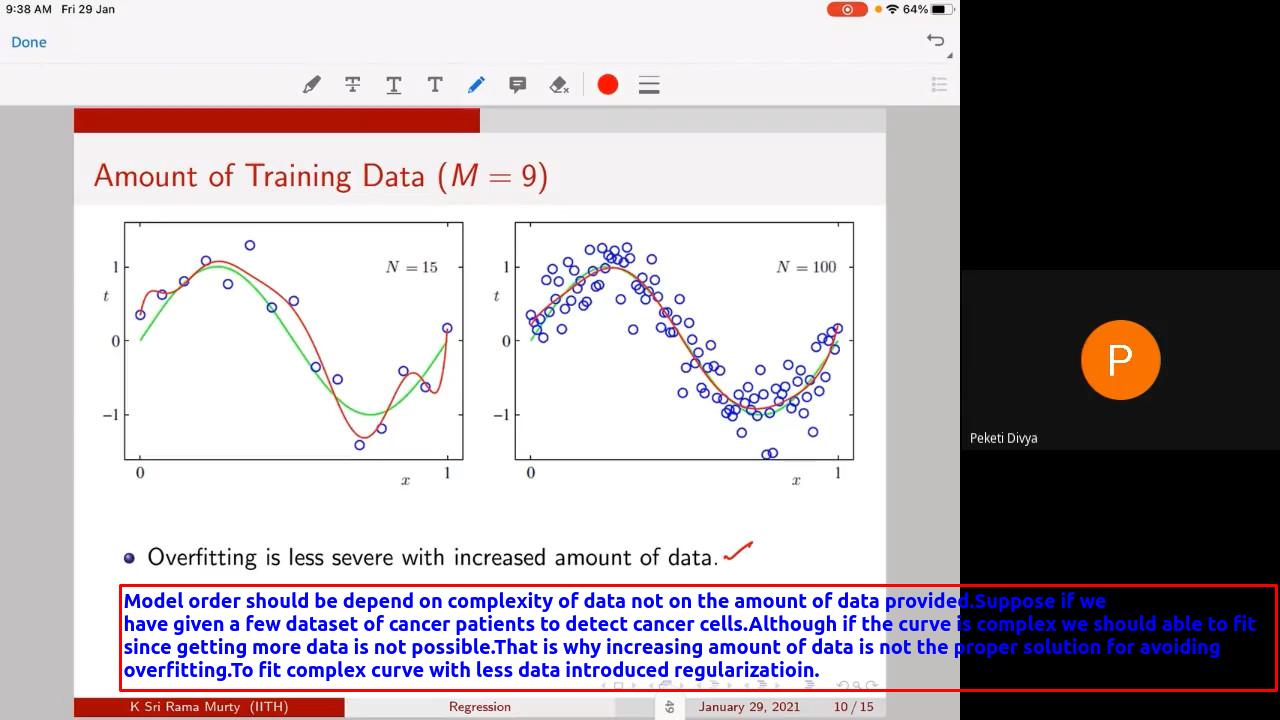 9:38 AM Fri 29 Jan
64%
Done
T T T
Amount of Training Data (M = 9)
N = 15
N = 100
t
1
0
−1
0
x
1
t
1
0
−1
0
x
1
P
Peketi Divya
Overfitting is less severe with increased amount of data.
Model order should be depend on complexity of data not on the amount of data provided.Suppose if we
have given a few dataset of cancer patients to detect cancer cells.Although if the curve is complex we should able to fit
since getting more data is not possible.That is why increasing amount of data is not the proper solution for avoiding
overfitting.To fit complex curve with less data introduced regularizatioin.
K Sri Rama Murty (IITH) Regression 49 January 29, 2021 10 / 15